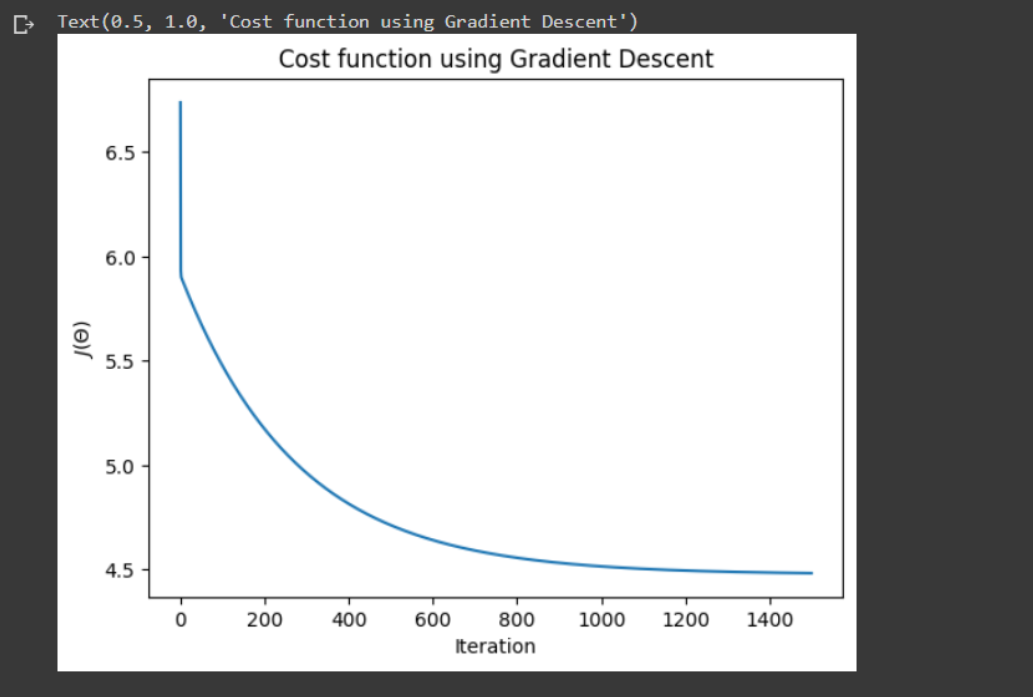 Text(0.5, 1.0, 'Cost function using Gradient Descent')
Cost function using Gradient Descent
6.5
6.0
5.5
5.0
4.5
J(Θ)
0 200 400 600 800 1000 1200 1400
Iteration